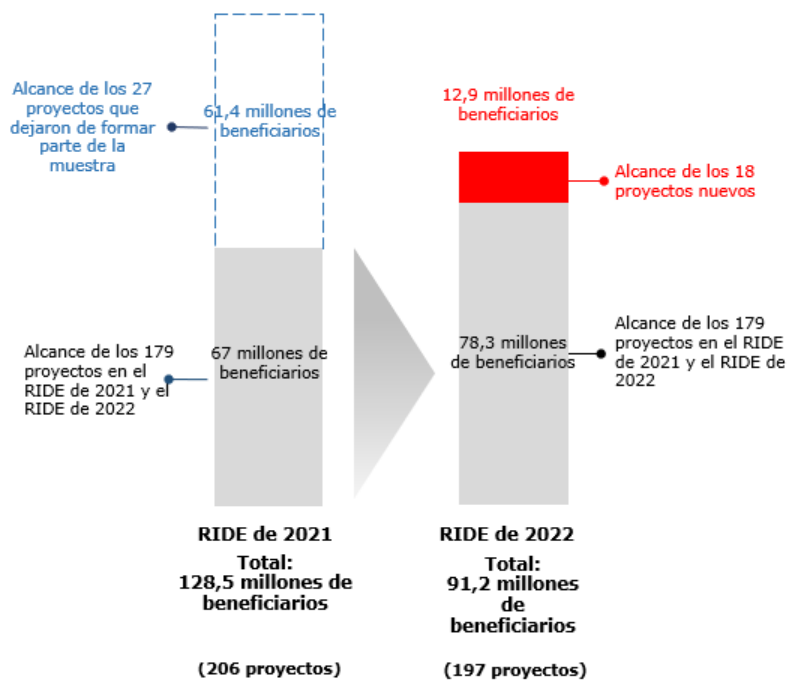 Alcance de los 27
proyectos que
dejaron de formar
parte de la
muestra
61,4 millones de
beneficiarios
12,9 millones de
beneficiarios
Alcance de los 18
proyectos nuevos
Alcance de los 179
proyectos en el
RIDE de 2021 y el
RIDE de 2022
67 millones de
beneficiarios
78,3 millones
de beneficiarios
Alcance de los 179
proyectos en el RIDE
de 2021 y el RIDE de
2022
RIDE de 2021
Total:
128,5 millones de
beneficiarios
(206 proyectos)
RIDE de 2022
Total:
91,2 millones
de
beneficiarios
(197 proyectos)